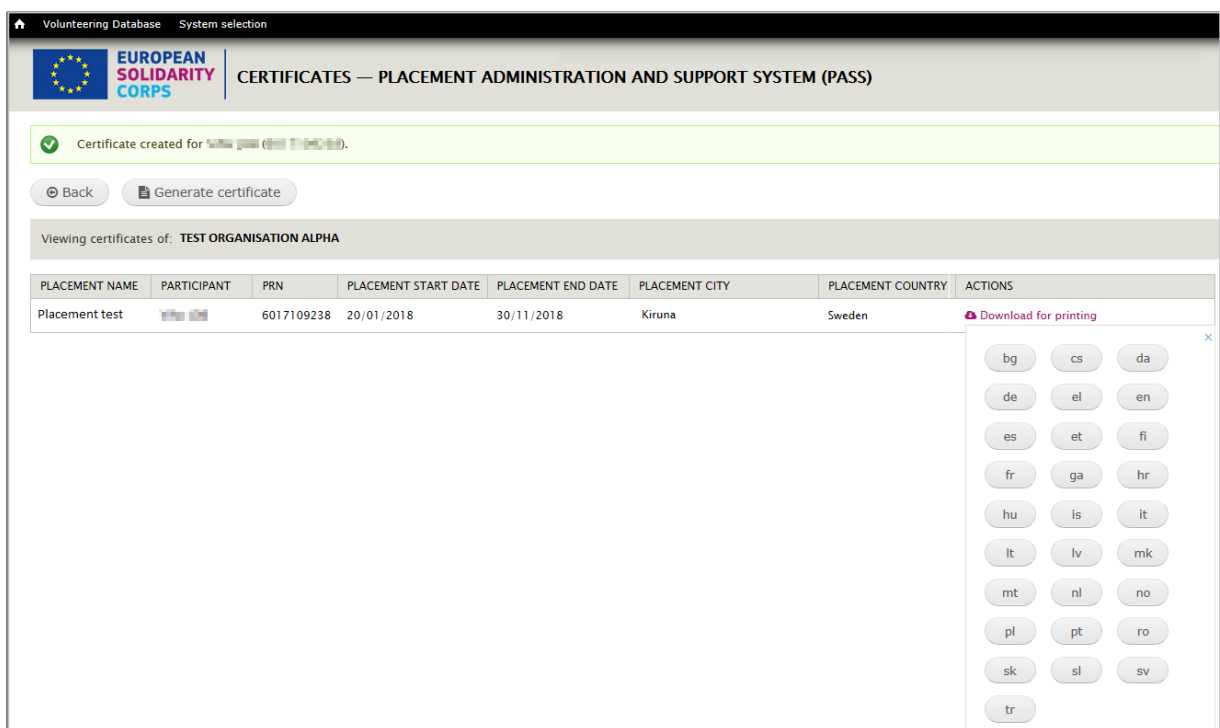 Volunteering Database System selection
EUROPEAN
SOLIDARITY
CORPS
CERTIFICATES — PLACEMENT ADMINISTRATION AND SUPPORT SYSTEM (PASS)
Certificate created for ( ).
Back Generate certificate
Viewing certificates of: TEST ORGANISATION ALPHA
PLACEMENT NAME PARTICIPANT PRN PLACEMENT START DATE PLACEMENT END DATE PLACEMENT CITY PLACEMENT COUNTRY ACTIONS
Placement test 6017109238 20/01/2018 30/11/2018 Kiruna Sweden Download for printing
bg cs da
de el en
es et fi
fr ga hr
hu is it
lt lv mk
mt nl no
pl pt ro
sk sl sv
tr